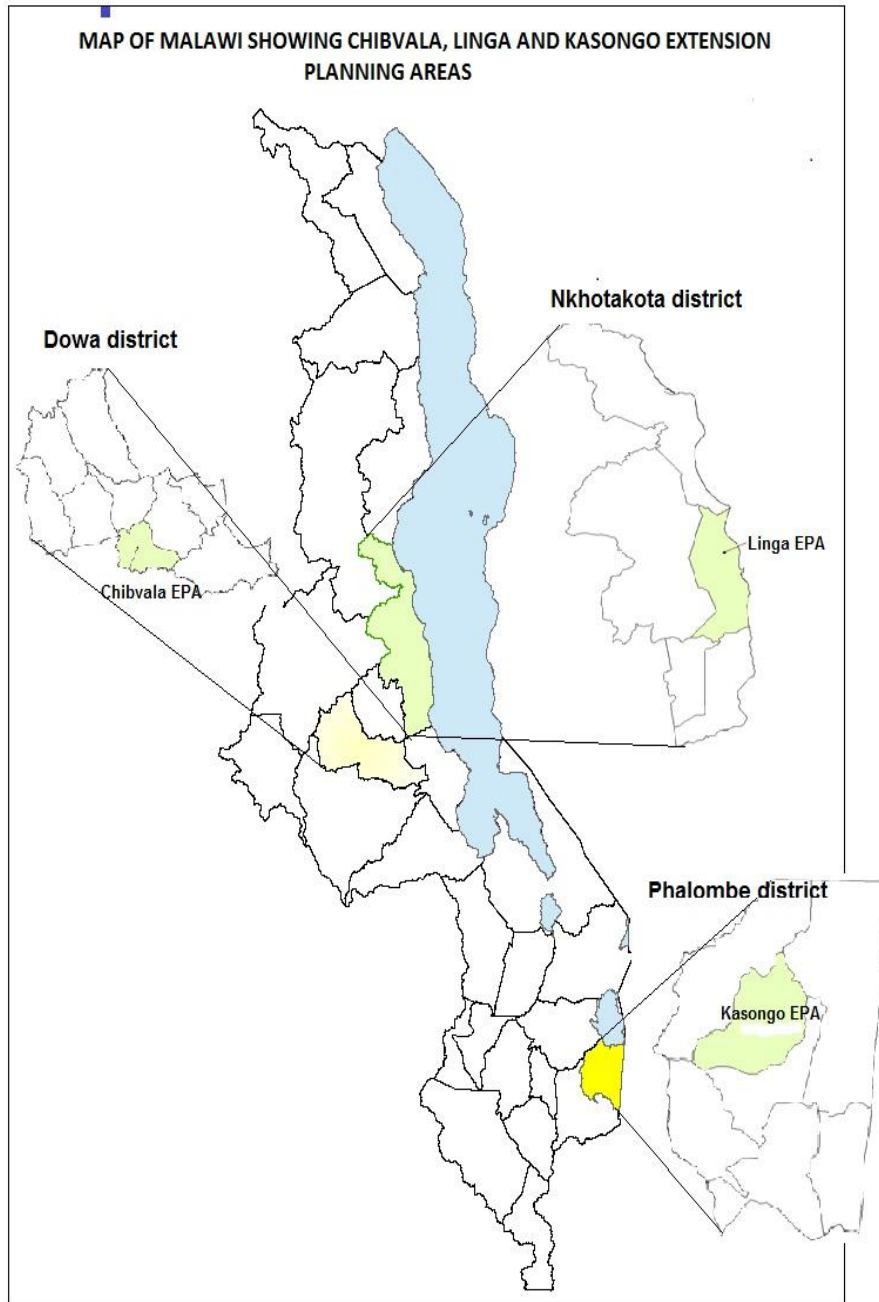 MAP OF MALAWI SHOWING CHIBVALA, LINGA AND KASONGO EXTENSION
PLANNING AREAS
Nkhotakota district
Dowa district
Linga EPA
Chibvala EPA
Phalombe district
Kasongo EPA